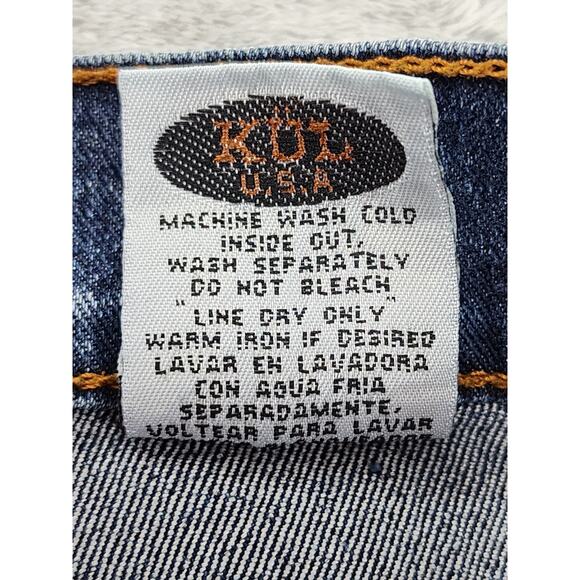 KÜL
U.S.A
MACHINE WASH COLD
INSIDE OUT,
WASH SEPARATELY
DO NOT BLEACH
"LINE DRY ONLY"
WARM IRON IF DESIRED
LAVAR EN LAVADORA
CON AGUA FRIA
SEPARADAMENTE,
VOLTEAR PARA LAVAR